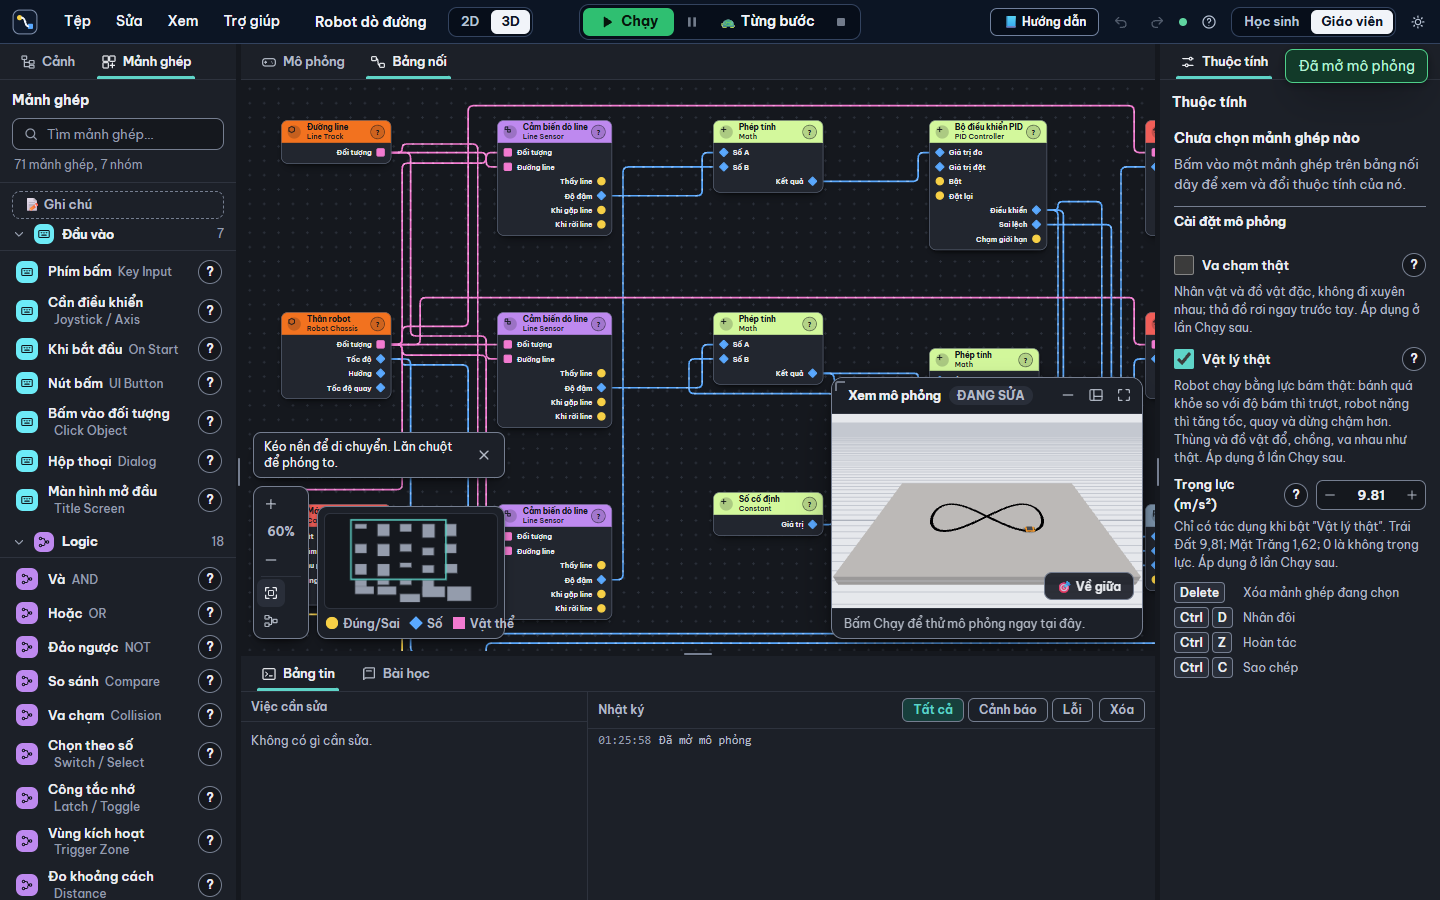 Tệp Sửa Xem Trợ giúp Robot dò đường 2D 3D Chạy Từng bước Hướng dẫn Học sinh Giáo viên
Cảnh Mảnh ghép
Mảnh ghép
Tìm mảnh ghép...
71 mảnh ghép, 7 nhóm
Ghi chú
Đầu vào 7
Phím bấm Key Input ?
Cần điều khiển
Joystick / Axis ?
Khi bắt đầu On Start ?
Nút bấm UI Button ?
Bấm vào đối tượng
Click Object ?
Hộp thoại Dialog ?
Màn hình mở đầu
Title Screen ?
Logic 18
Và AND ?
Hoặc OR ?
Đảo ngược NOT ?
So sánh Compare ?
Va chạm Collision ?
Chọn theo số
Switch / Select ?
Công tắc nhớ
Latch / Toggle ?
Vùng kích hoạt
Trigger Zone ?
Đo khoảng cách
Distance ?
Mô phỏng Bảng nối
Đường line
Line Track ?
Đối tượng
Cảm biến dò line
Line Sensor ?
Đối tượng
Đường line
Thấy line
Độ đậm
Khi gặp line
Khi rời line
Phép tính
Math ?
Số A
Số B
Kết quả
Bộ điều khiển PID
PID Controller ?
Giá trị đo
Giá trị đặt
Bật
Đặt lại
Điều khiển
Sai lệch
Chạm giới hạn
Thân robot
Robot Chassis ?
Đối tượng
Tốc độ
Hướng
Tốc độ quay
Cảm biến dò line
Line Sensor ?
Đối tượng
Đường line
Thấy line
Độ đậm
Khi gặp line
Khi rời line
Phép tính
Math ?
Số A
Số B
Kết quả
Phép tính
Math ?
Kéo nền để di chuyển. Lăn chuột
để phóng to.
60%
Đúng/Sai Số Vật thể
Cảm biến dò line
Line Sensor ?
Đối tượng
Đường line
Thấy line
Độ đậm
Khi gặp line
Khi rời line
Số cố định
Constant ?
Giá trị
Xem mô phỏng ĐANG SỬA
Về giữa
Bấm Chạy để thử mô phỏng ngay tại đây.
Bảng tin Bài học
Việc cần sửa
Không có gì cần sửa.
Nhật ký Tất cả Cảnh báo Lỗi Xóa
01:25:58 Đã mở mô phỏng
Thuộc tính
Đã mở mô phỏng
Thuộc tính
Chưa chọn mảnh ghép nào
Bấm vào một mảnh ghép trên bảng nối
dây để xem và đổi thuộc tính của nó.
Cài đặt mô phỏng
Va chạm thật ?
Nhân vật và đồ vật đặc, không đi xuyên
nhau; thả đồ rơi ngay trước tay. Áp dụng ở
lần Chạy sau.
Vật lý thật ?
Robot chạy bằng lực bám thật: bánh quá
khỏe so với độ bám thì trượt, robot nặng
thì tăng tốc, quay và dừng chậm hơn.
Thùng và đồ vật đổ, chồng, va nhau như
thật. Áp dụng ở lần Chạy sau.
Trọng lực
(m/s²) ? − 9.81 +
Chỉ có tác dụng khi bật "Vật lý thật". Trái
Đất 9,81; Mặt Trăng 1,62; 0 là không trọng
lực. Áp dụng ở lần Chạy sau.
Delete Xóa mảnh ghép đang chọn
Ctrl D Nhân đôi
Ctrl Z Hoàn tác
Ctrl C Sao chép